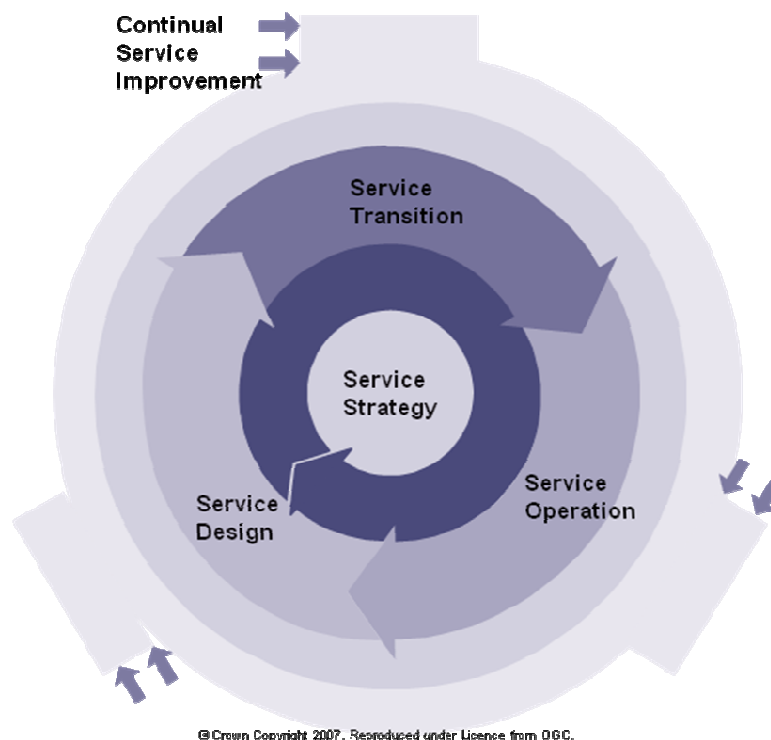 Continual
Service
Improvement
Service
Transition
Service
Strategy
Service
Design
Service
Operation
© Crown Copyright 2007. Reproduced under Licence from OGC.